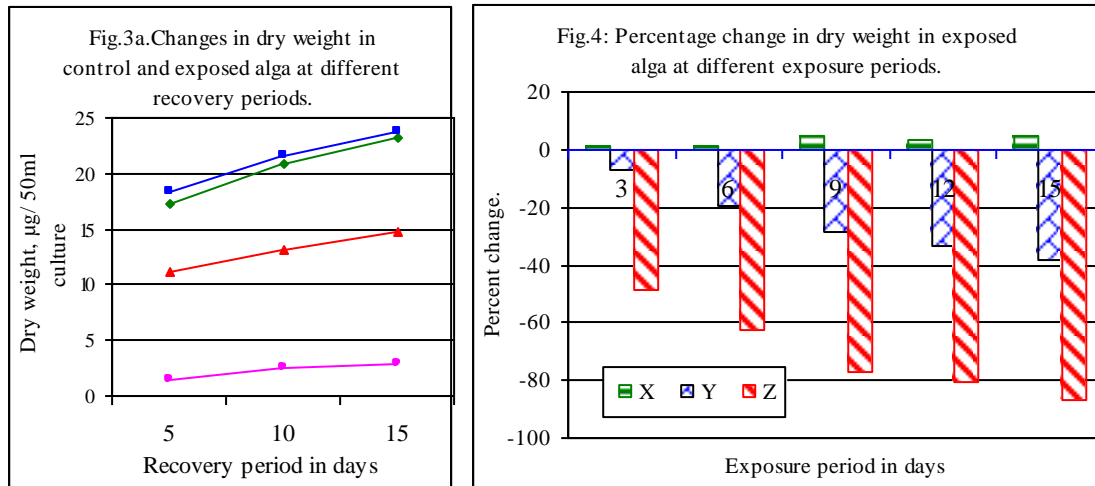 Fig.3a.Changes in dry weight in
control and exposed alga at different
recovery periods.
25
20
15
10
5
0
Dry weight, µg/ 50ml
culture
5 10 15
Recovery period in days
Fig.4: Percentage change in dry weight in exposed
alga at different exposure periods.
20
0
-20
-40
-60
-80
-100
Percent change.
3 6 9 12 15
X Y Z
Exposure period in days